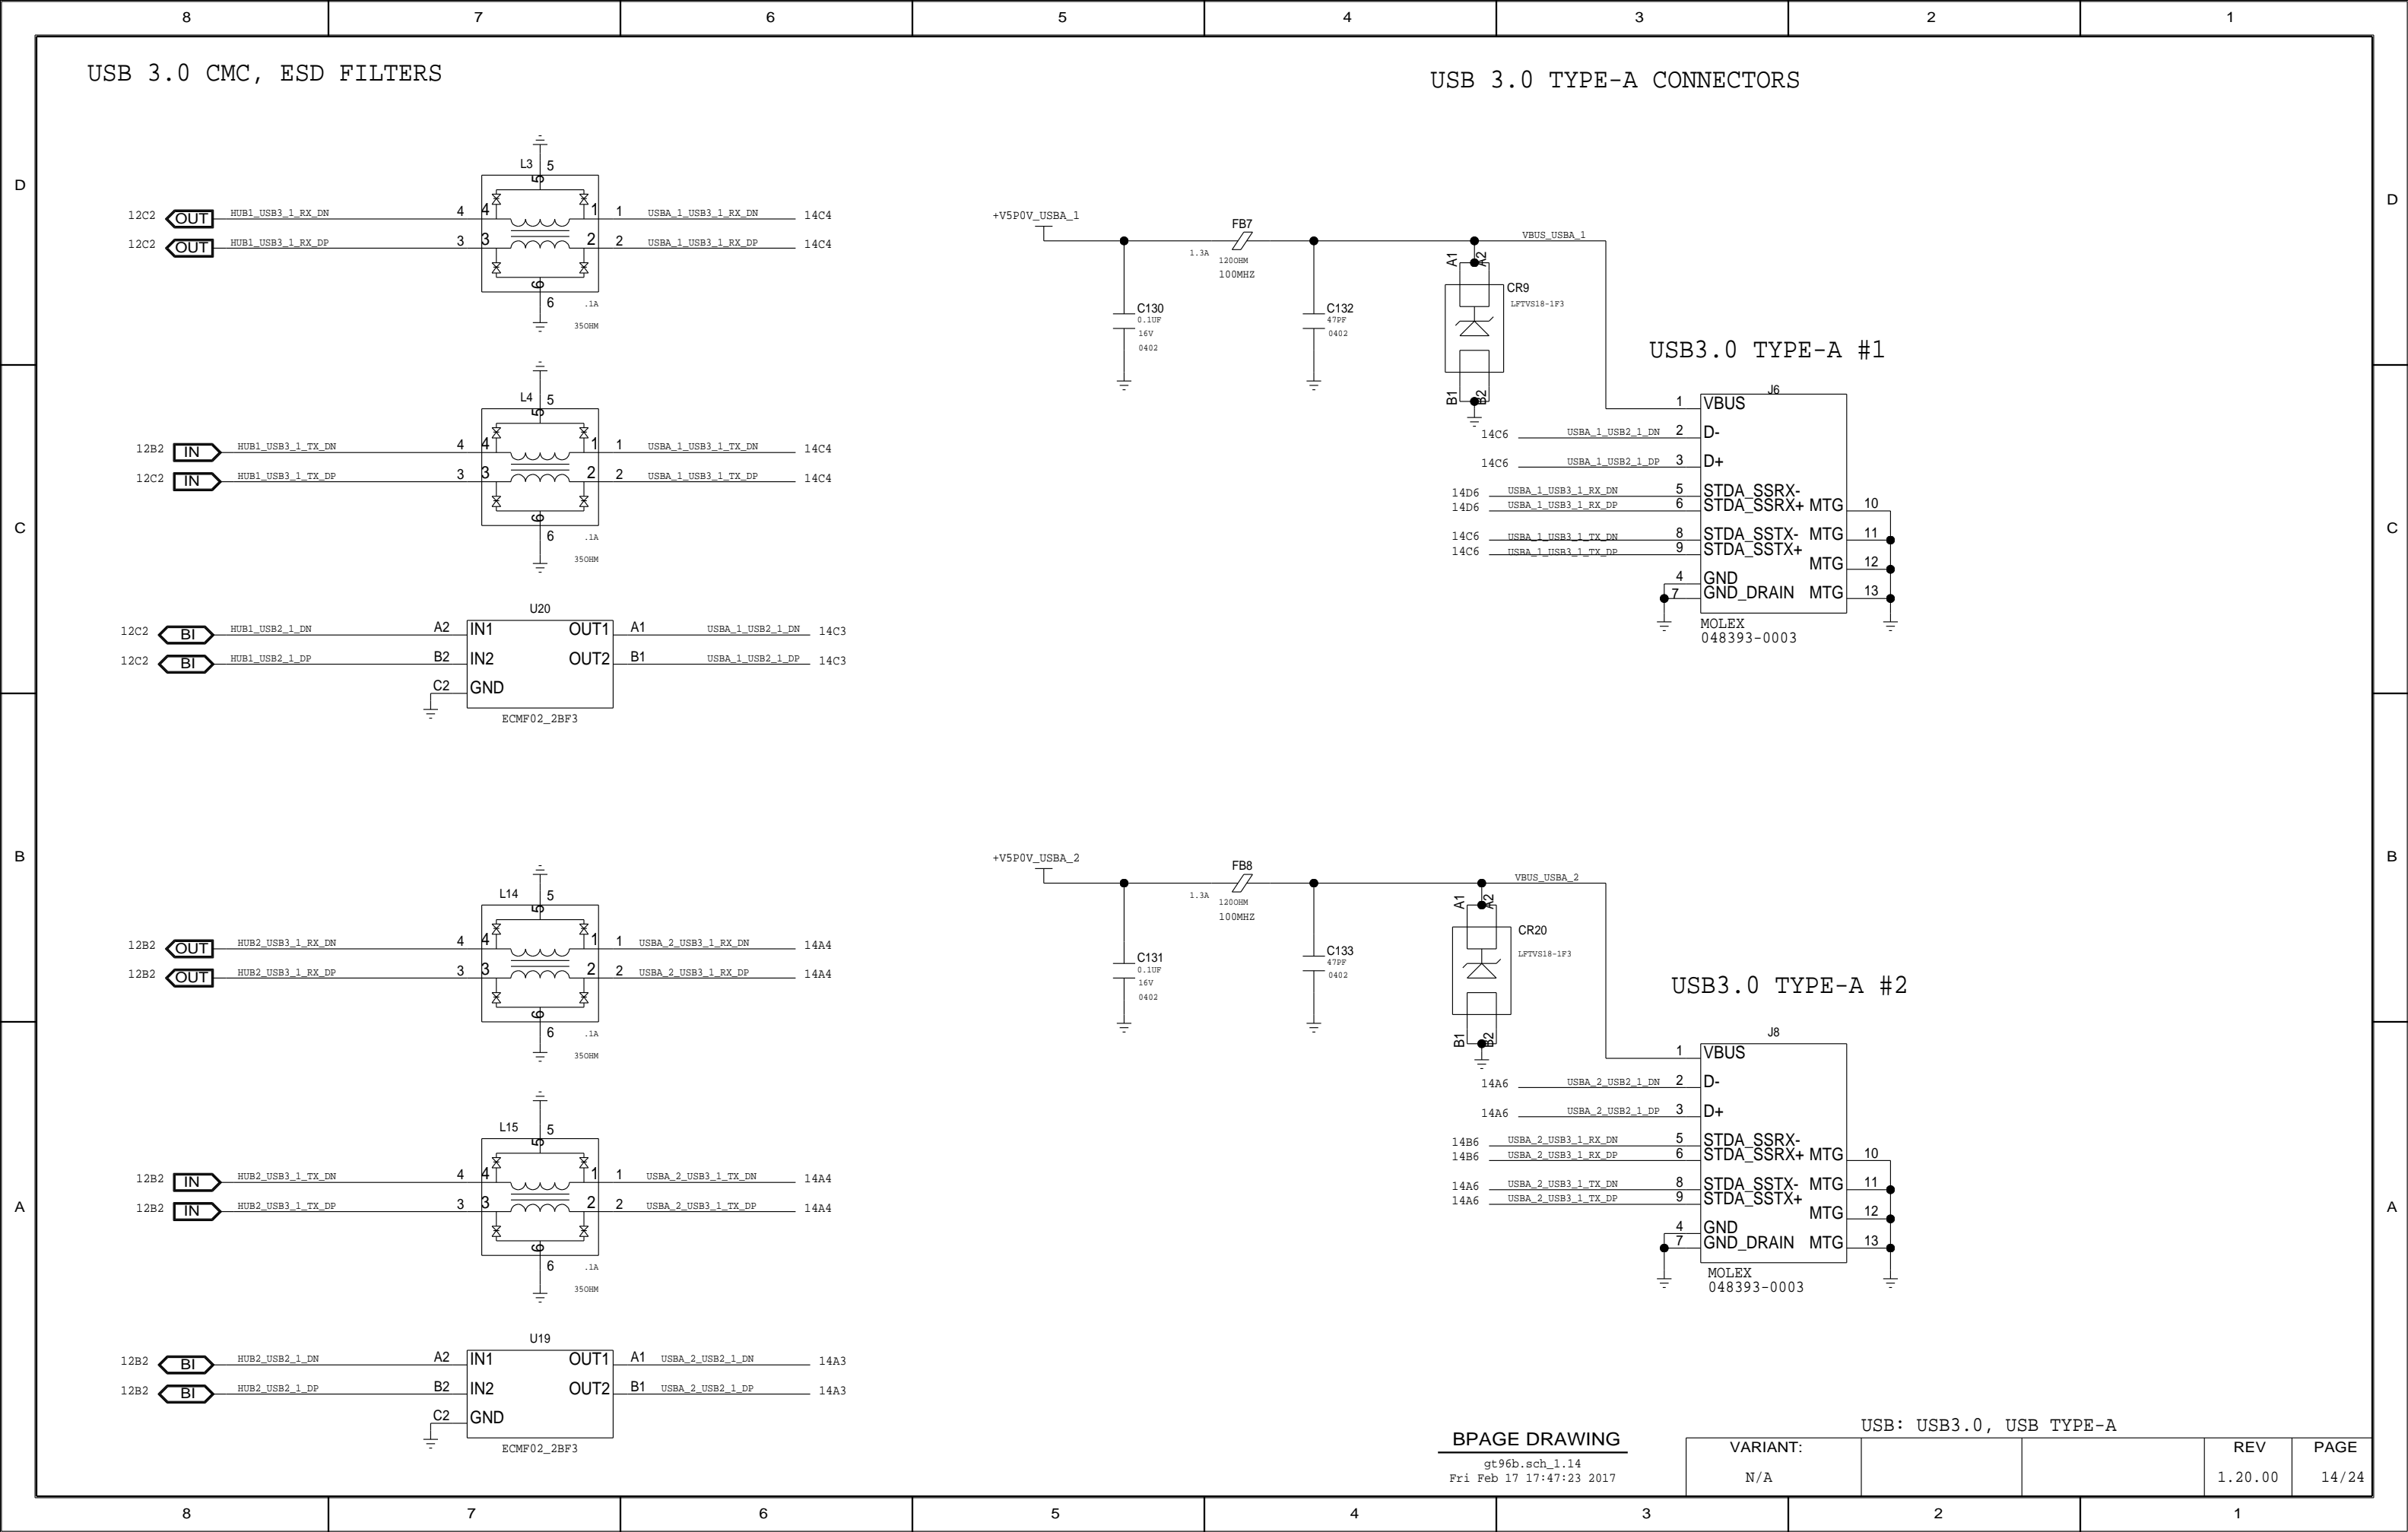 8 7 6 5 4 3 2 1
USB 3.0 CMC, ESD FILTERS
USB 3.0 TYPE-A CONNECTORS
D
D
L3 5
5
12C2 OUT HUB1_USB3_1_RX_DN 4 4 1 1 USBA_1_USB3_1_RX_DN 14C4
12C2 OUT HUB1_USB3_1_RX_DP 3 3 2 2 USBA_1_USB3_1_RX_DP 14C4
6
6 .1A
35OHM
L4 5
5
12B2 IN HUB1_USB3_1_TX_DN 4 4 1 1 USBA_1_USB3_1_TX_DN 14C4
12C2 IN HUB1_USB3_1_TX_DP 3 3 2 2 USBA_1_USB3_1_TX_DP 14C4
6
6 .1A
35OHM
C
U20
12C2 BI HUB1_USB2_1_DN A2 IN1 OUT1 A1 USBA_1_USB2_1_DN 14C3
12C2 BI HUB1_USB2_1_DP B2 IN2 OUT2 B1 USBA_1_USB2_1_DP 14C3
C2 GND
ECMF02_2BF3
+V5P0V_USBA_1
FB7
1.3A 120OHM
100MHZ
VBUS_USBA_1
C130
0.1UF
16V
0402
C132
47PF
0402
A1 A2
CR9
LFTVS18-1F3
B1 B2
USB3.0 TYPE-A #1
J6
1 VBUS
14C6 USBA_1_USB2_1_DN 2 D-
14C6 USBA_1_USB2_1_DP 3 D+
14D6 USBA_1_USB3_1_RX_DN 5 STDA_SSRX-
14D6 USBA_1_USB3_1_RX_DP 6 STDA_SSRX+ MTG 10
14C6 USBA_1_USB3_1_TX_DN 8 STDA_SSTX- MTG 11
14C6 USBA_1_USB3_1_TX_DP 9 STDA_SSTX+
MTG 12
4 GND
7 GND_DRAIN MTG 13
MOLEX
048393-0003
C
B
L14 5
5
12B2 OUT HUB2_USB3_1_RX_DN 4 4 1 1 USBA_2_USB3_1_RX_DN 14A4
12B2 OUT HUB2_USB3_1_RX_DP 3 3 2 2 USBA_2_USB3_1_RX_DP 14A4
6
6 .1A
35OHM
L15 5
5
12B2 IN HUB2_USB3_1_TX_DN 4 4 1 1 USBA_2_USB3_1_TX_DN 14A4
12B2 IN HUB2_USB3_1_TX_DP 3 3 2 2 USBA_2_USB3_1_TX_DP 14A4
6
6 .1A
35OHM
A
U19
12B2 BI HUB2_USB2_1_DN A2 IN1 OUT1 A1 USBA_2_USB2_1_DN 14A3
12B2 BI HUB2_USB2_1_DP B2 IN2 OUT2 B1 USBA_2_USB2_1_DP 14A3
C2 GND
ECMF02_2BF3
+V5P0V_USBA_2
FB8
1.3A 120OHM
100MHZ
VBUS_USBA_2
C131
0.1UF
16V
0402
C133
47PF
0402
A1 A2
CR20
LFTVS18-1F3
B1 B2
USB3.0 TYPE-A #2
J8
1 VBUS
14A6 USBA_2_USB2_1_DN 2 D-
14A6 USBA_2_USB2_1_DP 3 D+
14B6 USBA_2_USB3_1_RX_DN 5 STDA_SSRX-
14B6 USBA_2_USB3_1_RX_DP 6 STDA_SSRX+ MTG 10
14A6 USBA_2_USB3_1_TX_DN 8 STDA_SSTX- MTG 11
14A6 USBA_2_USB3_1_TX_DP 9 STDA_SSTX+
MTG 12
4 GND
7 GND_DRAIN MTG 13
MOLEX
048393-0003
B
A
BPAGE DRAWING
gt96b.sch_1.14
Fri Feb 17 17:47:23 2017
USB: USB3.0, USB TYPE-A
VARIANT: REV PAGE
N/A 1.20.00 14/24
8 7 6 5 4 3 2 1